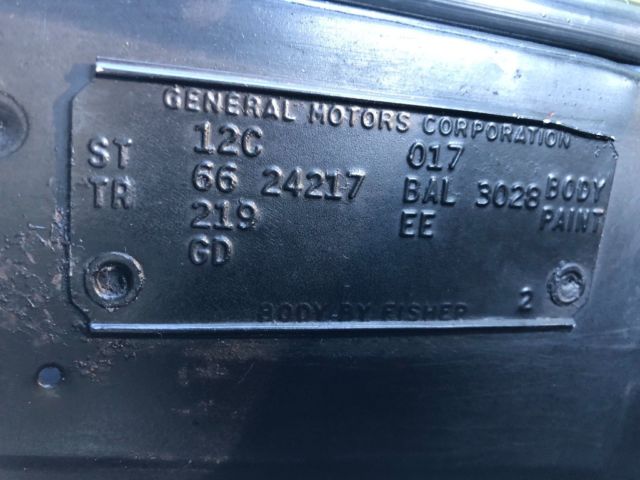 GENERAL MOTORS CORPORATION
12C 017
ST 66 24217 BAL 3028 BODY
TR 219 EE PAINT
GD
BODY BY FISHER 2